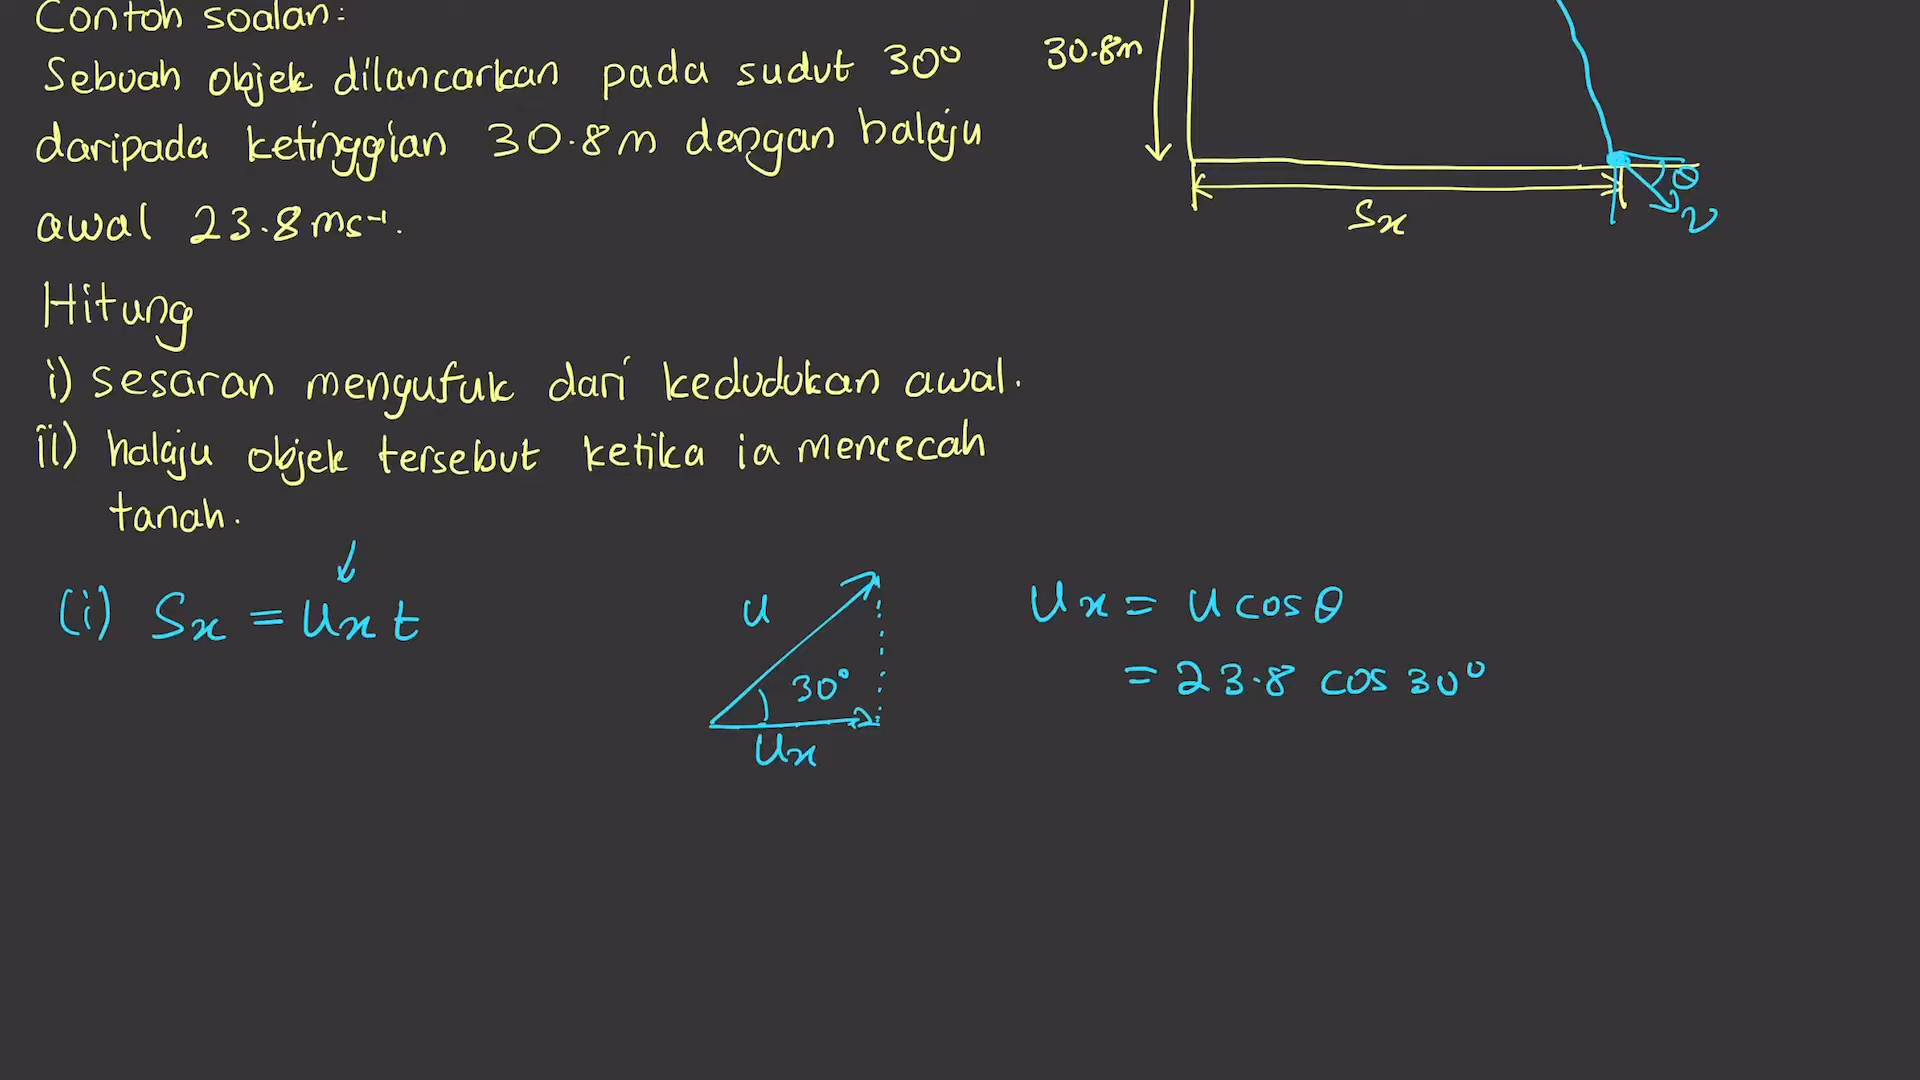 Contoh soalan:
Sebuah objek dilancarkan pada sudut 30°
daripada ketinggian 30.8m dengan halaju
awal 23.8 ms⁻¹.
Hitung
i) sesaran mengufuk dari kedudukan awal.
ii) halaju objek tersebut ketika ia mencecah
tanah.
30.8m
Sx
θ
v
(i) Sx = Ux t
u
30°
Ux
Ux = u cos θ
= 23.8 cos 30°